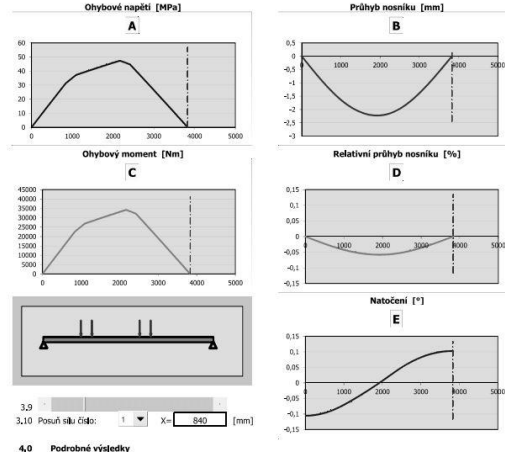 Ohybové napětí [MPa]
A
60
50
40
30
20
10
0
0 1000 2000 3000 4000 5000
Průhyb nosníku [mm]
B
0,5
0
0 1000 2000 3000 4000 5000
-0,5
-1
-1,5
-2
-2,5
-3
Ohybový moment [Nm]
C
45000
40000
35000
30000
25000
20000
15000
10000
5000
0
0 1000 2000 3000 4000 5000
Relativní průhyb nosníku [%]
D
0,15
0,1
0,05
0
0 1000 2000 3000 4000 5000
-0,05
-0,1
-0,15
Natočení [°]
E
0,15
0,1
0,05
0
0 1000 2000 3000 4000 5000
-0,05
-0,1
-0,15
3.9
3,10 Posuň sílu číslo: 1 X= 840 [mm]
4,0 Podrobné výsledky